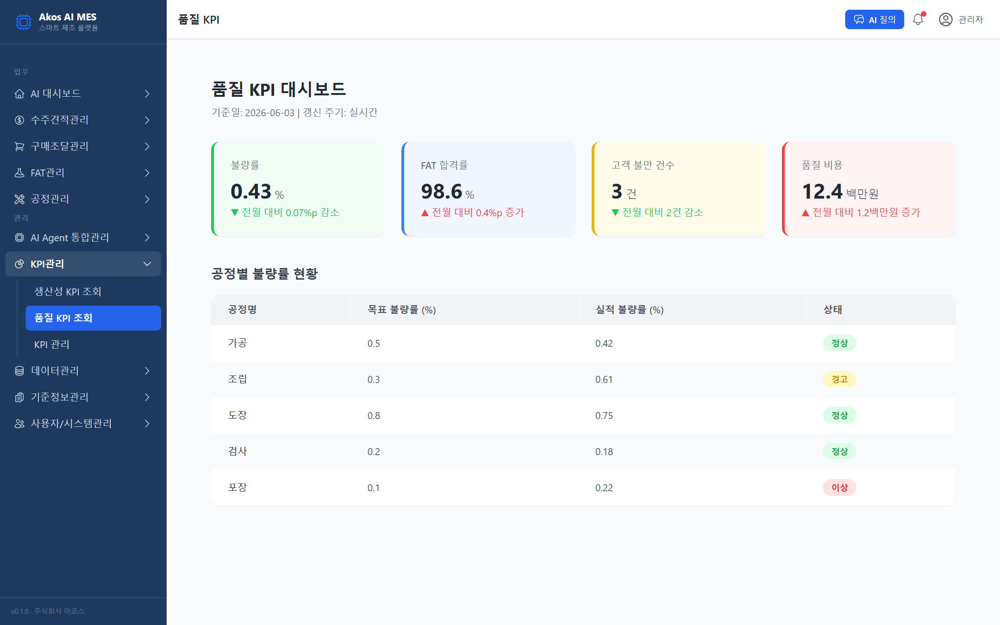 Akos AI MES
스마트 제조 플랫폼
업무
AI 대시보드
수주견적관리
구매조달관리
FAT관리
공정관리
관리
AI Agent 통합관리
KPI관리
생산성 KPI 조회
품질 KPI 조회
KPI 관리
데이터관리
기준정보관리
사용자/시스템관리
v0.1.0 · 주식회사 아코스
품질 KPI
AI 질의
관리자
품질 KPI 대시보드
기준일: 2026-06-03 | 갱신 주기: 실시간
불량률
0.43 %
▼ 전월 대비 0.07%p 감소
FAT 합격률
98.6 %
▲ 전월 대비 0.4%p 증가
고객 불만 건수
3 건
▼ 전월 대비 2건 감소
품질 비용
12.4 백만원
▲ 전월 대비 1.2백만원 증가
공정별 불량률 현황
공정명 목표 불량률 (%) 실적 불량률 (%) 상태
가공 0.5 0.42 정상
조립 0.3 0.61 경고
도장 0.8 0.75 정상
검사 0.2 0.18 정상
포장 0.1 0.22 이상